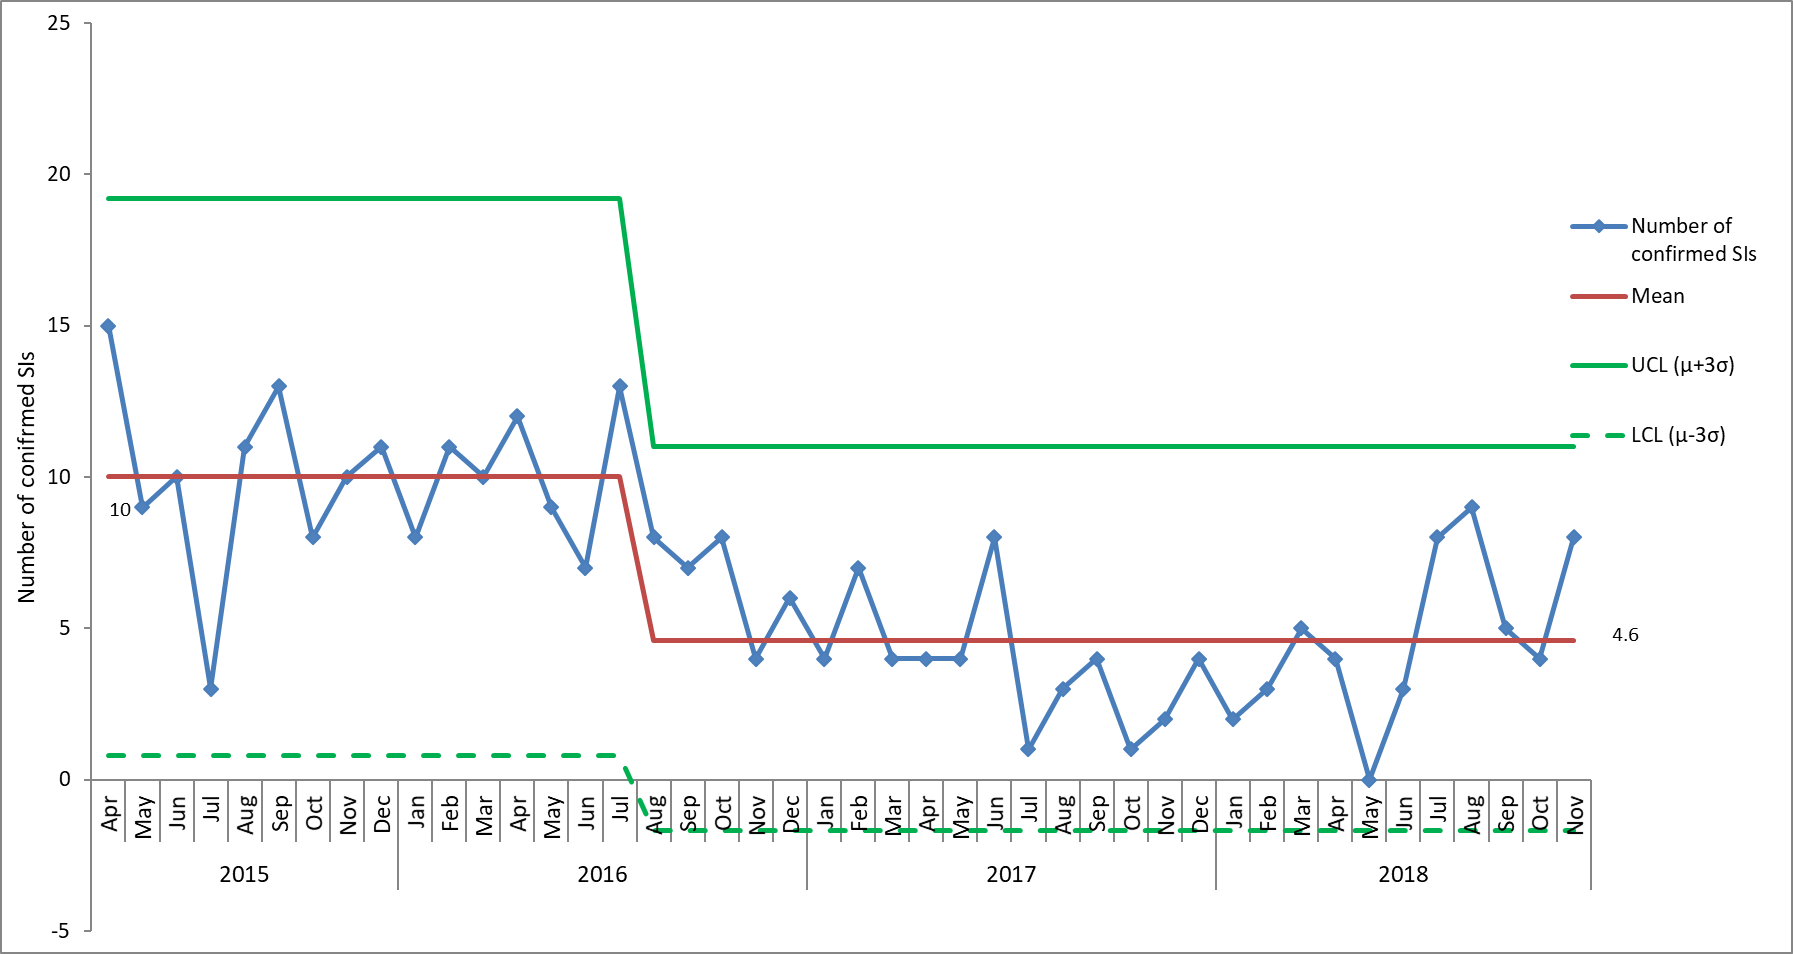 25
20
15
10
5
0
-5
Number of conifrmed SIs
10
4.6
Number of
confirmed SIs
Mean
UCL (μ+3σ)
LCL (μ-3σ)
Apr May Jun Jul Aug Sep Oct Nov Dec Jan Feb Mar Apr May Jun Jul Aug Sep Oct Nov Dec Jan Feb Mar Apr May Jun Jul Aug Sep Oct Nov Dec Jan Feb Mar Apr May Jun Jul Aug Sep Oct Nov
2015 2016 2017 2018